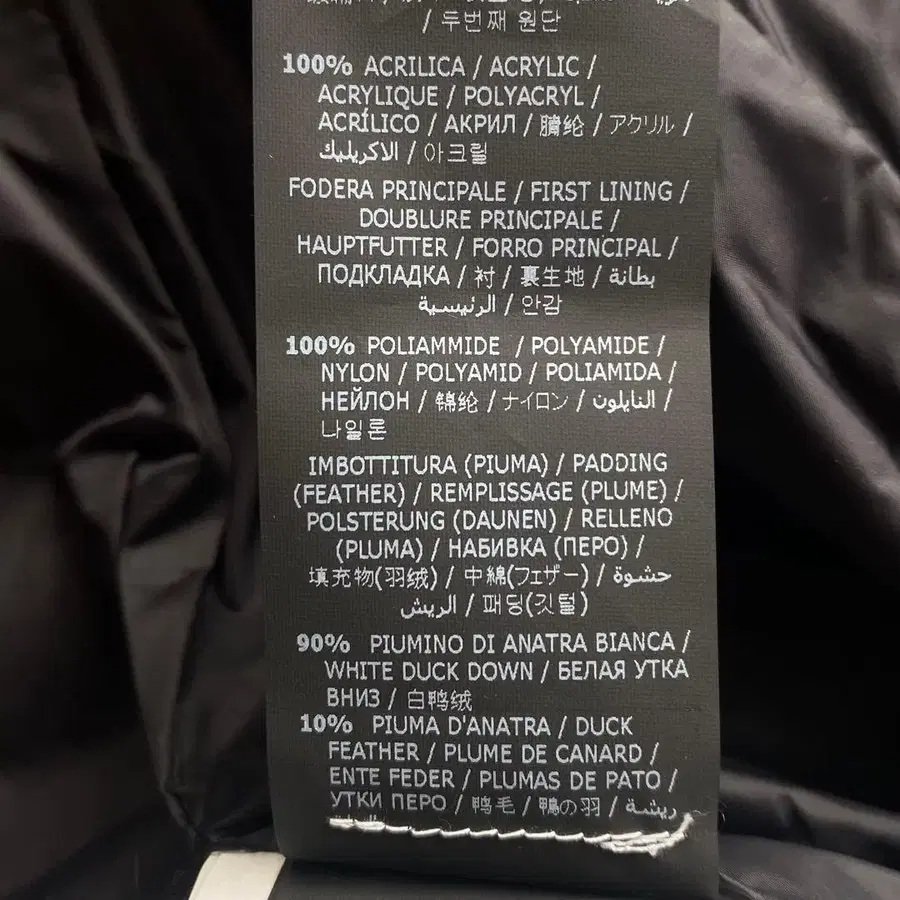 / 두번째 원단
100% ACRILICA / ACRYLIC /
ACRYLIQUE / POLYACRYL /
ACRÍLICO / АКРИЛ / 腈纶 / アクリル /
الاكريليك / 아크릴
FODERA PRINCIPALE / FIRST LINING /
DOUBLURE PRINCIPALE /
HAUPTFUTTER / FORRO PRINCIPAL /
ПОДКЛАДКА / 衬 / 裏生地 / بطانة
الرئيسية / 안감
100% POLIAMMIDE / POLYAMIDE /
NYLON / POLYAMID / POLIAMIDA /
НЕЙЛОН / 锦纶 / ナイロン / النايلون /
나일론
IMBOTTITURA (PIUMA) / PADDING
(FEATHER) / REMPLISSAGE (PLUME) /
POLSTERUNG (DAUNEN) / RELLENO
(PLUMA) / НАБИВКА (ПЕРО) /
填充物(羽绒) / 中綿(フェザー) / حشوة
الريش / 패딩(깃털)
90% PIUMINO DI ANATRA BIANCA /
WHITE DUCK DOWN / БЕЛАЯ УТКА
ВНИЗ / 白鸭绒
10% PIUMA D'ANATRA / DUCK
FEATHER / PLUME DE CANARD /
ENTE FEDER / PLUMAS DE PATO /
УТКИ ПЕРО / 鸭毛 / 鴨の羽 / ريشة